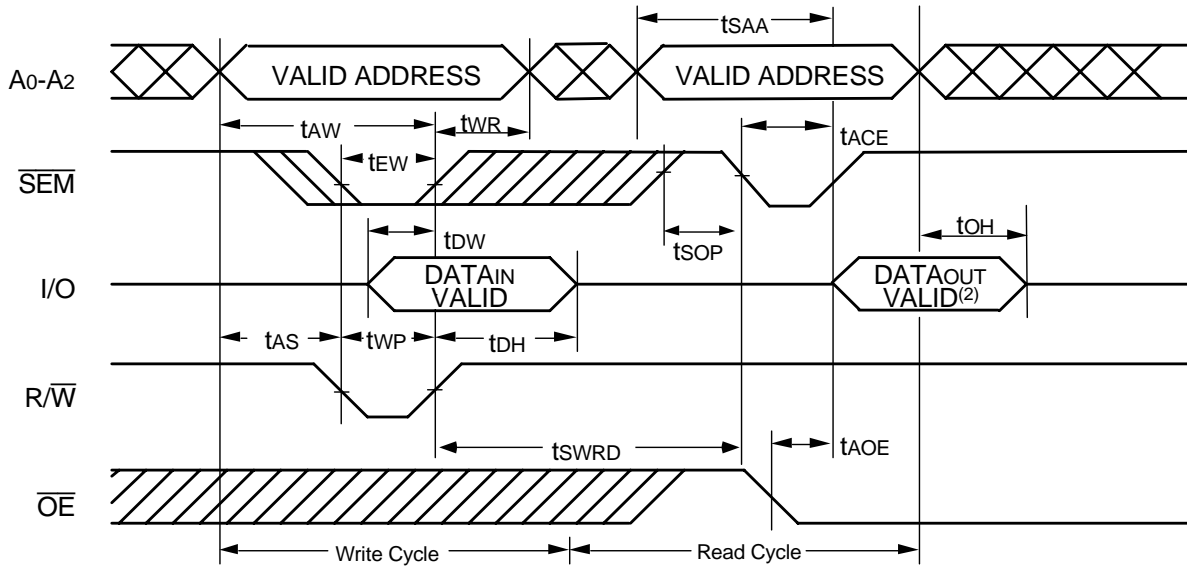 tSAA
A0-A2
VALID ADDRESS
VALID ADDRESS
tAW
tWR
tEW
tACE
SEM
tDW
tSOP
tOH
I/O
DATAIN
VALID
DATAOUT
VALID(2)
tAS
tWP
tDH
R/W
tSWRD
tAOE
OE
Write Cycle
Read Cycle